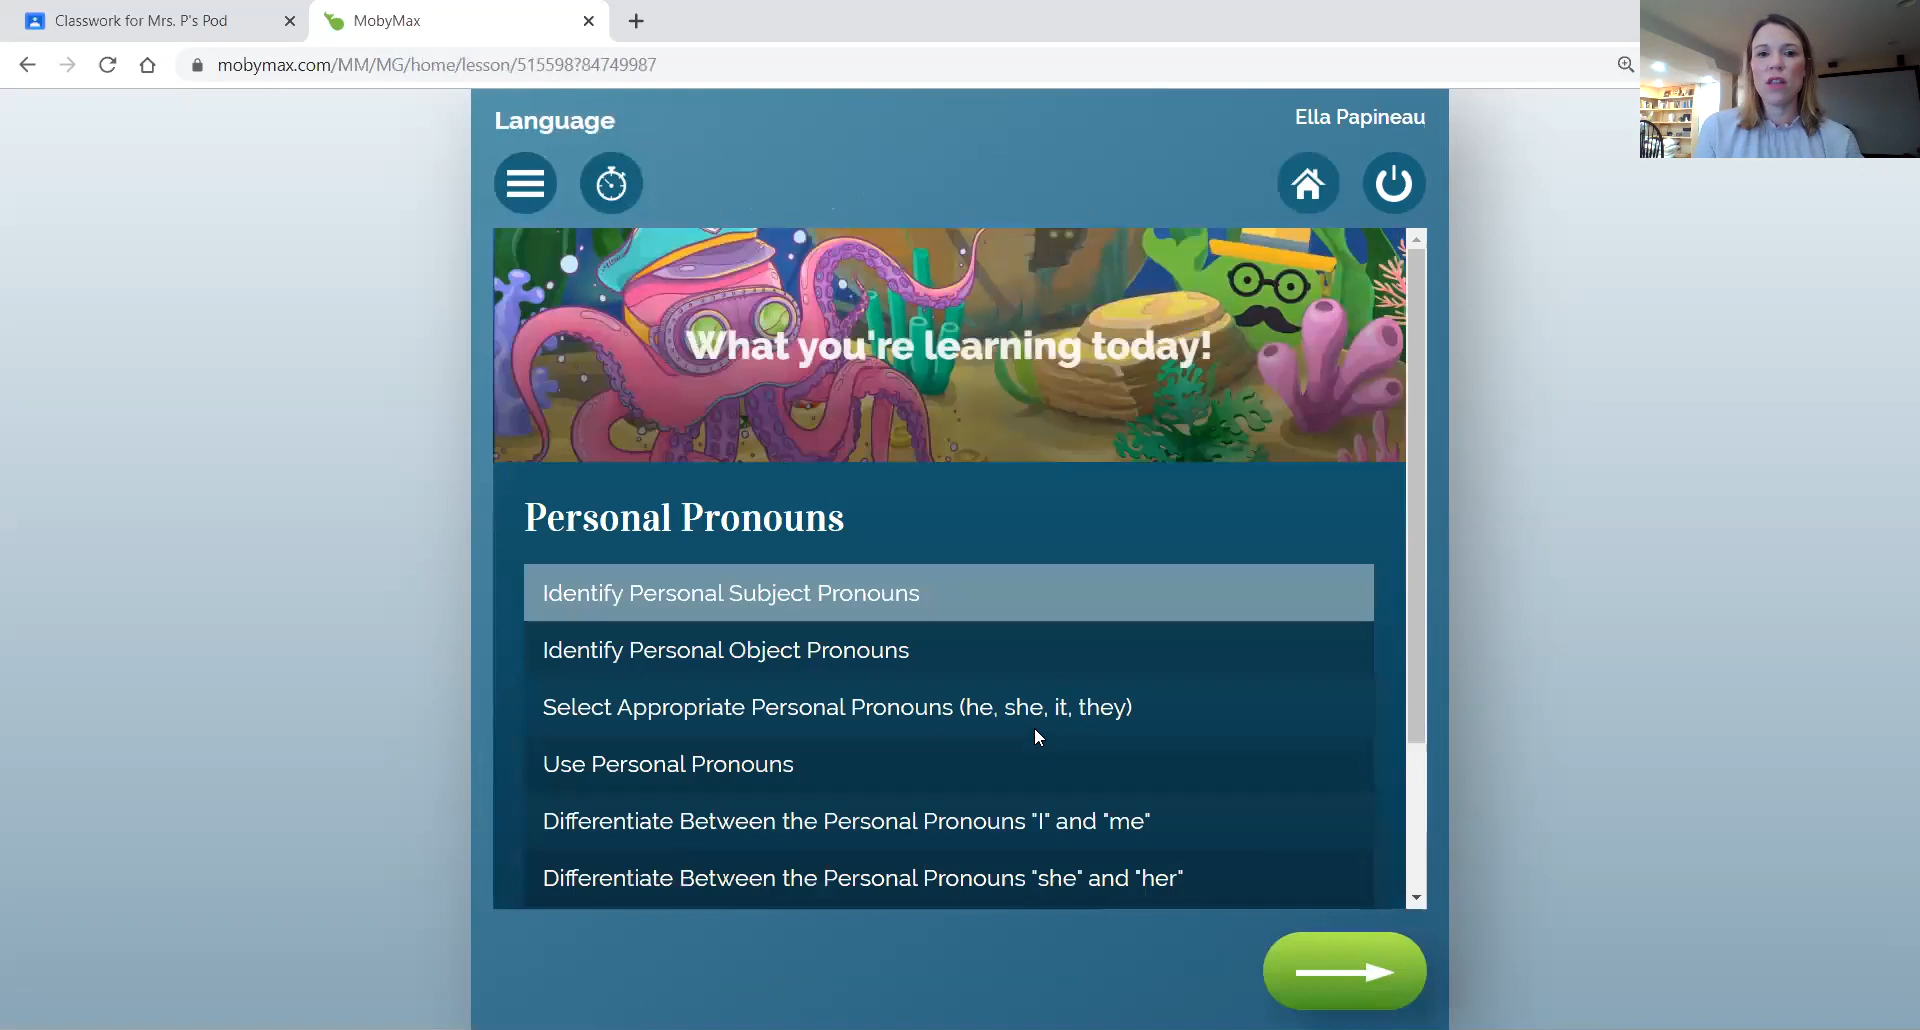 Classwork for Mrs. P's Pod
MobyMax
mobymax.com/MM/MG/home/lesson/515598?84749987
Language
Ella Papineau
What you're learning today!
Personal Pronouns
Identify Personal Subject Pronouns
Identify Personal Object Pronouns
Select Appropriate Personal Pronouns (he, she, it, they)
Use Personal Pronouns
Differentiate Between the Personal Pronouns "I" and "me"
Differentiate Between the Personal Pronouns "she" and "her"